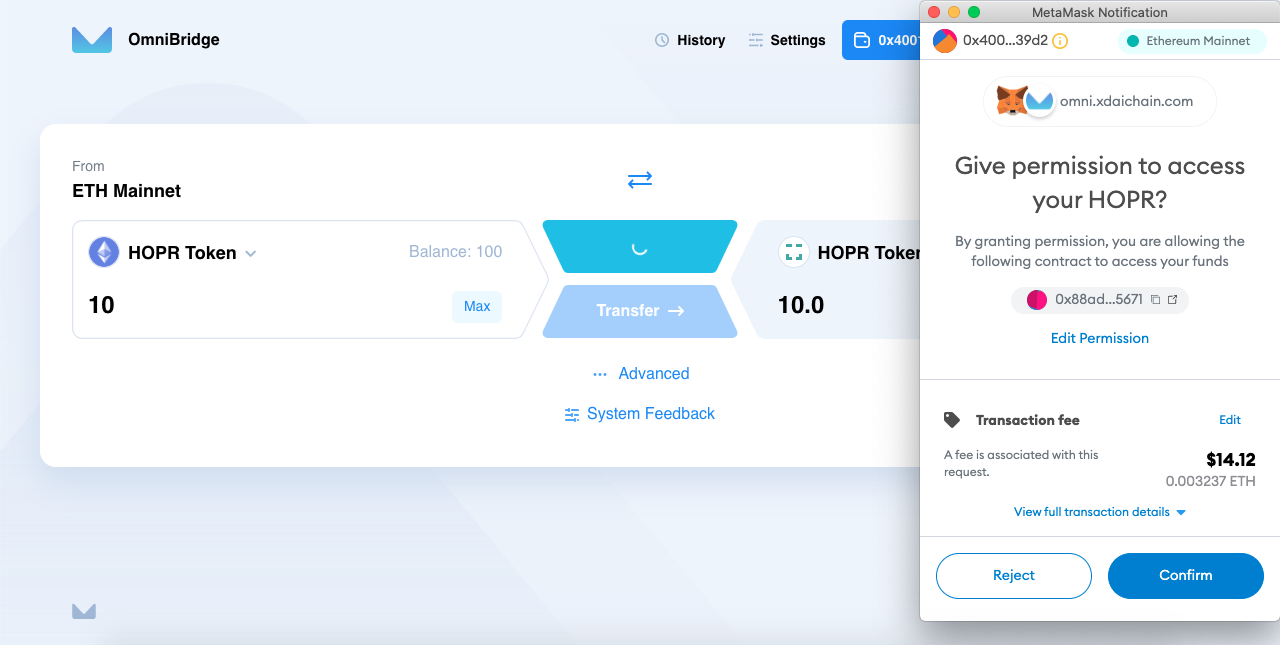 OmniBridge
History
Settings
0x400
From
ETH Mainnet
HOPR Token
Balance: 100
10
Max
Transfer
HOPR Token
10.0
Advanced
System Feedback
MetaMask Notification
0x400...39d2
Ethereum Mainnet
omni.xdaichain.com
Give permission to access
your HOPR?
By granting permission, you are allowing the
following contract to access your funds
0x88ad...5671
Edit Permission
Transaction fee
Edit
A fee is associated with this
request.
$14.12
0.003237 ETH
View full transaction details
Reject
Confirm